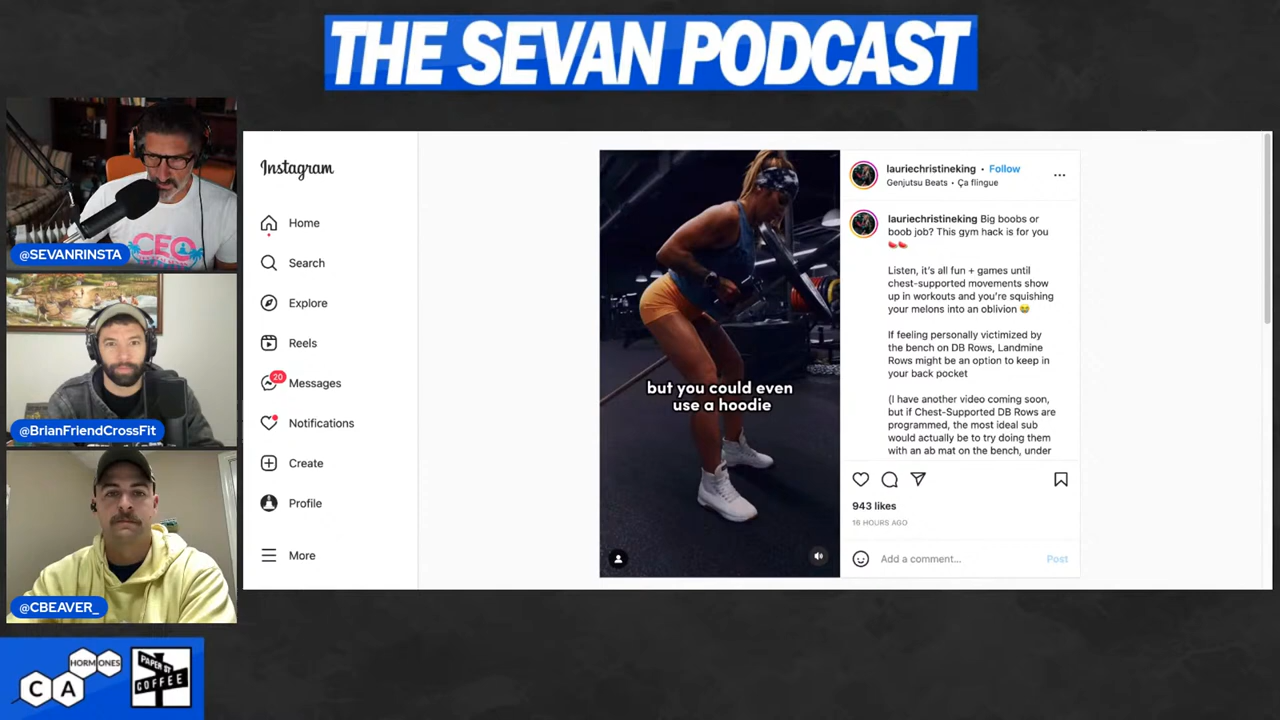 THE SEVAN PODCAST
@SEVANRINSTA
CEO
@BrianFriendCrossFit
@CBEAVER_
HORMONES
CA
PAPER ST
COFFEE
Instagram
Home
Search
Explore
Reels
20
Messages
Notifications
Create
Profile
More
but you could even
use a hoodie
lauriechristineking • Follow
Genjutsu Beats • Ça flingue
lauriechristineking Big boobs or
boob job? This gym hack is for you
🍉🍉
Listen, it's all fun + games until
chest-supported movements show
up in workouts and you're squishing
your melons into an oblivion 😅
If feeling personally victimized by
the bench on DB Rows, Landmine
Rows might be an option to keep in
your back pocket
(I have another video coming soon,
but if Chest-Supported DB Rows are
programmed, the most ideal sub
would actually be to try doing them
with an ab mat on the bench, under
943 likes
16 HOURS AGO
Add a comment...
Post